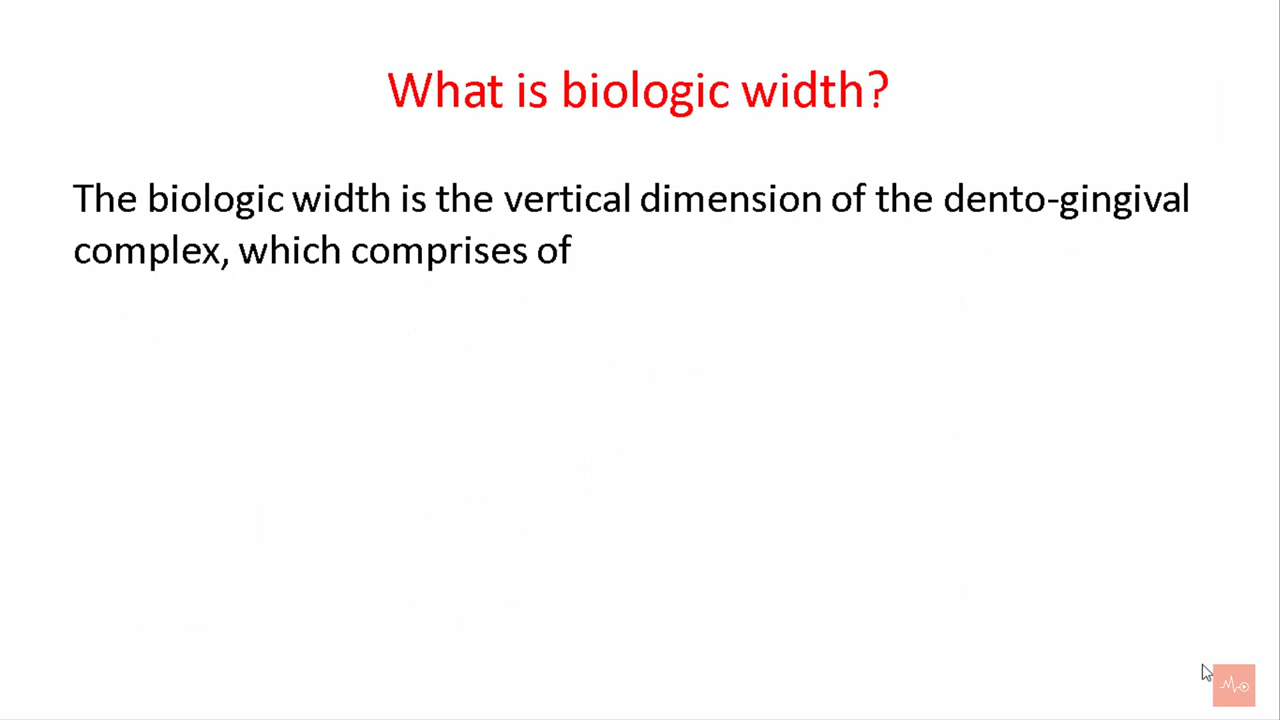 What is biologic width?
The biologic width is the vertical dimension of the dento-gingival
complex, which comprises of